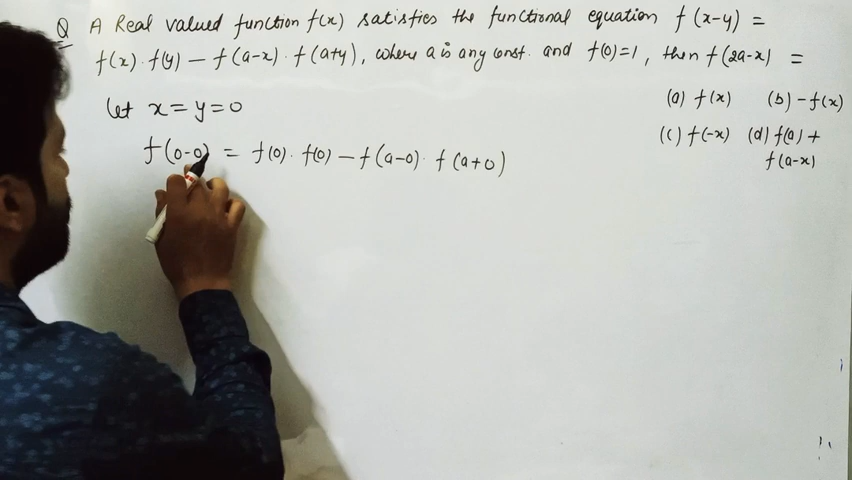 Q A Real valued function f(x) satisfies the functional equation f(x-y) =
f(x).f(y) - f(a-x).f(a+y), where a is any const. and f(0)=1, then f(2a-x) =
(a) f(x) (b) -f(x)
(c) f(-x) (d) f(a) +
f(a-x)
let x=y=0
f(0-0) = f(0).f(0) - f(a-0).f(a+0)